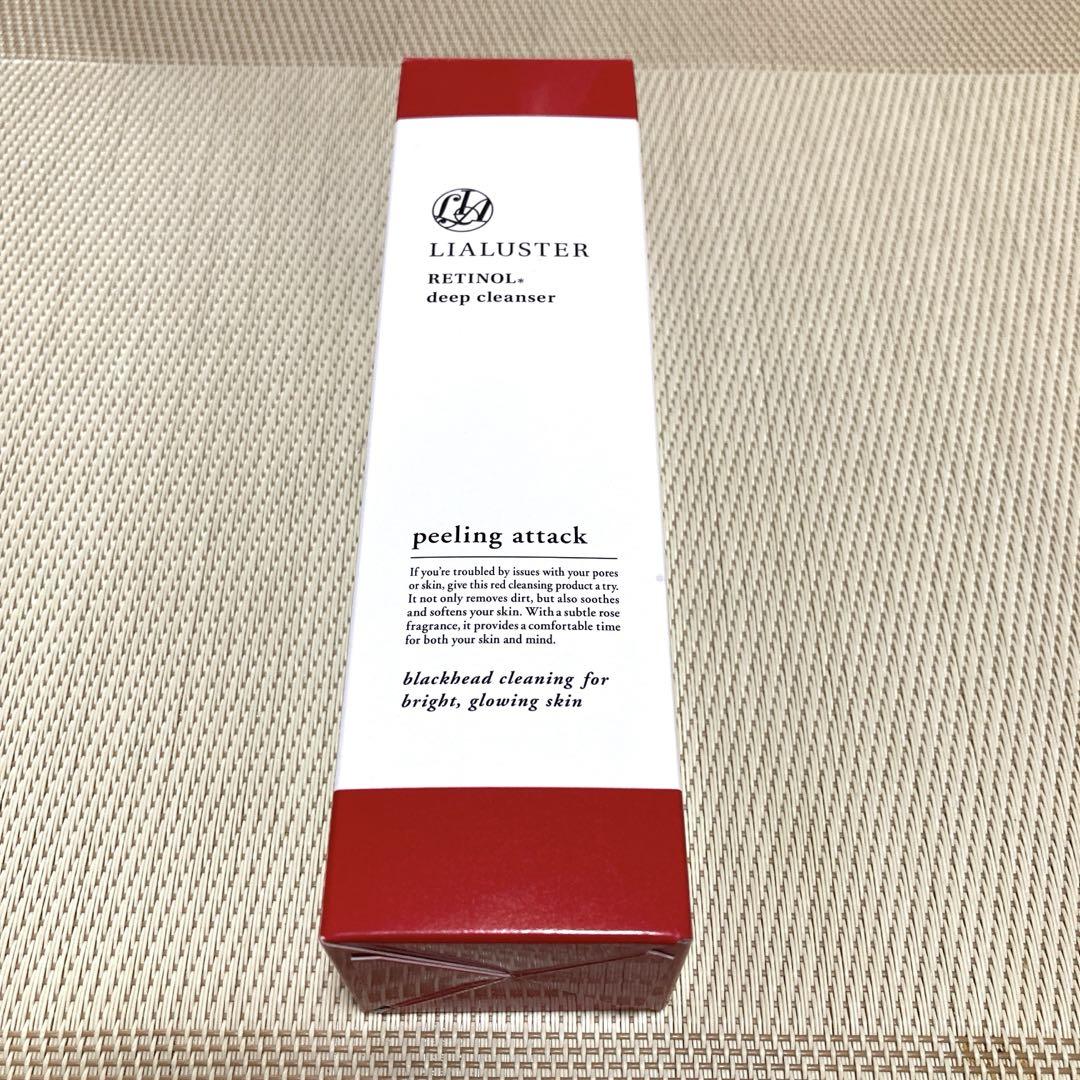 LIA
LIALUSTER
RETINOL*
deep cleanser
peeling attack
If you're troubled by issues with your pores
or skin, give this red cleansing product a try.
It not only removes dirt, but also soothes
and softens your skin. With a subtle rose
fragrance, it provides a comfortable time
for both your skin and mind.
blackhead cleaning for
bright, glowing skin